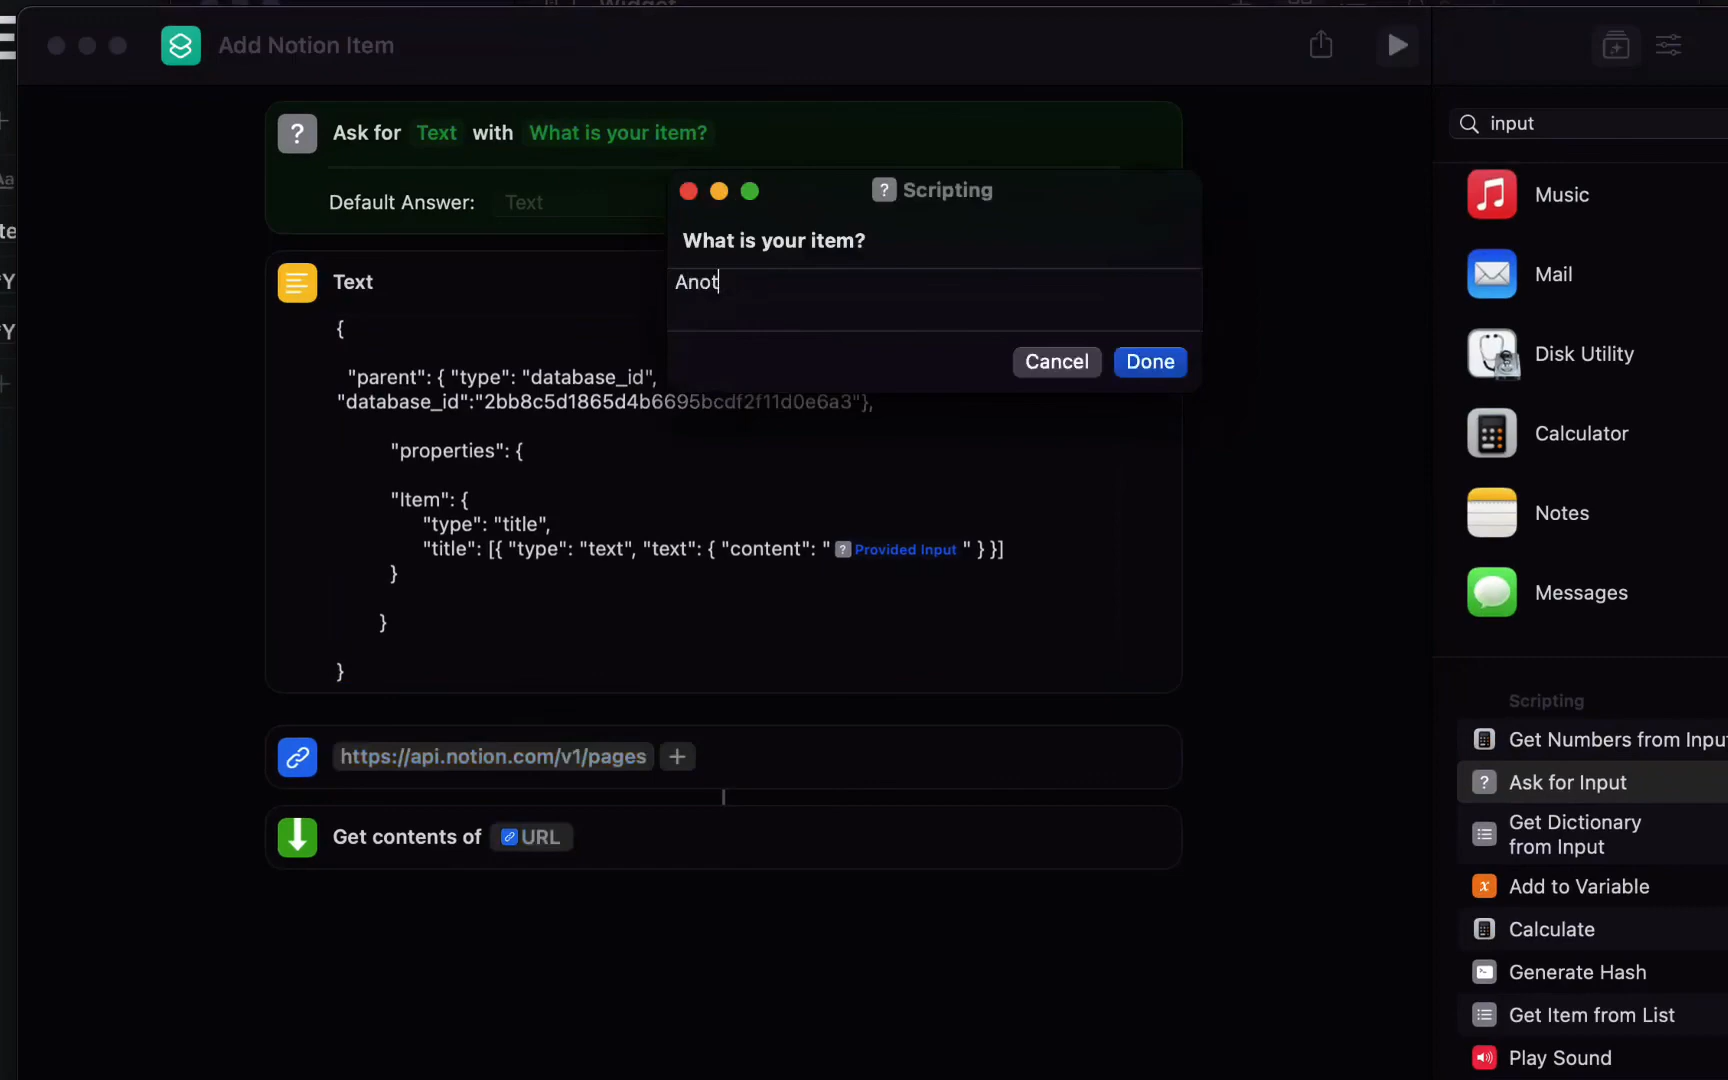 Widget
Add Notion Item
input
Ask for Text with What is your item?
Default Answer: Text
? Scripting
What is your item?
Anot
Cancel
Done
Text
{
"parent": { "type": "database_id",
"database_id":"2bb8c5d1865d4b6695bcdf2f11d0e6a3"},
"properties": {
"Item": {
"type": "title",
"title": [{ "type": "text", "text": { "content": " ? Provided Input " } }]
}
}
}
https://api.notion.com/v1/pages +
Get contents of URL
Music
Mail
Disk Utility
Calculator
Notes
Messages
Scripting
Get Numbers from Input
? Ask for Input
Get Dictionary
from Input
x Add to Variable
Calculate
Generate Hash
Get Item from List
Play Sound